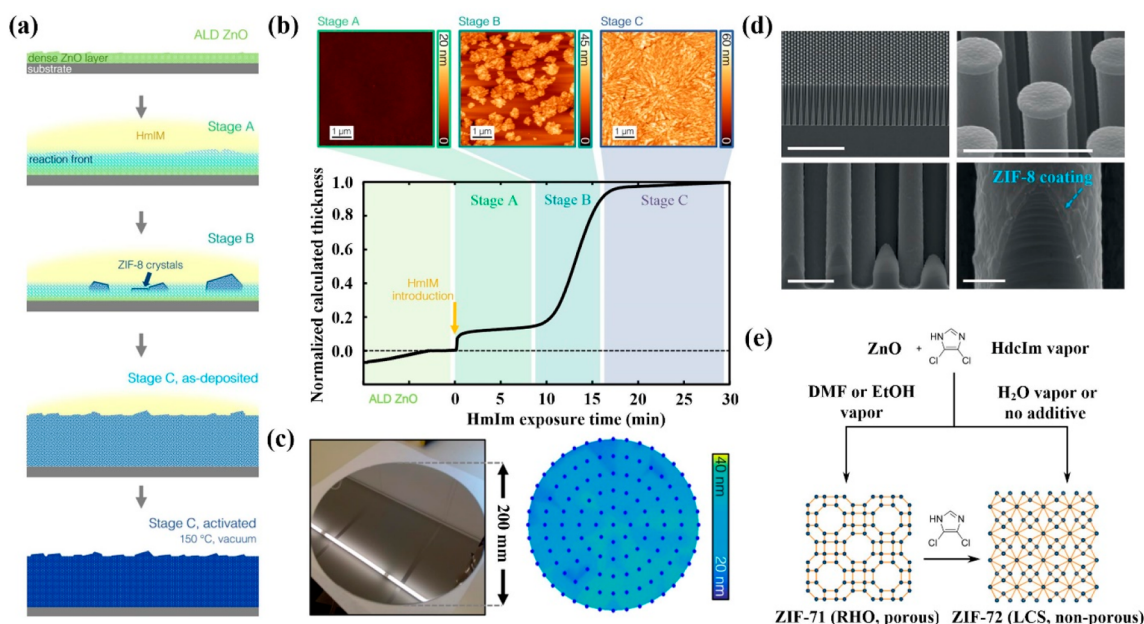 (a)
ALD ZnO
dense ZnO layer
substrate
Stage A
HmIM
reaction front
Stage B
ZIF-8 crystals
Stage C, as-deposited
Stage C, activated
150 °C, vacuum
(b)
Stage A
20 nm
0
1 μm
Stage B
45 nm
0
1 μm
Stage C
60 nm
0
1 μm
Normalized calculated thickness
1.0
0.8
0.6
0.4
0.2
0.0
Stage A
Stage B
Stage C
HmIM
introduction
ALD ZnO
0
5
10
15
20
25
30
HmIm exposure time (min)
(c)
200 mm
40 nm
20 nm
(d)
ZIF-8 coating
(e)
ZnO + HdcIm vapor
HN
N
Cl
Cl
DMF or EtOH
vapor
H₂O vapor or
no additive
HN
N
Cl
Cl
ZIF-71 (RHO, porous)
ZIF-72 (LCS, non-porous)